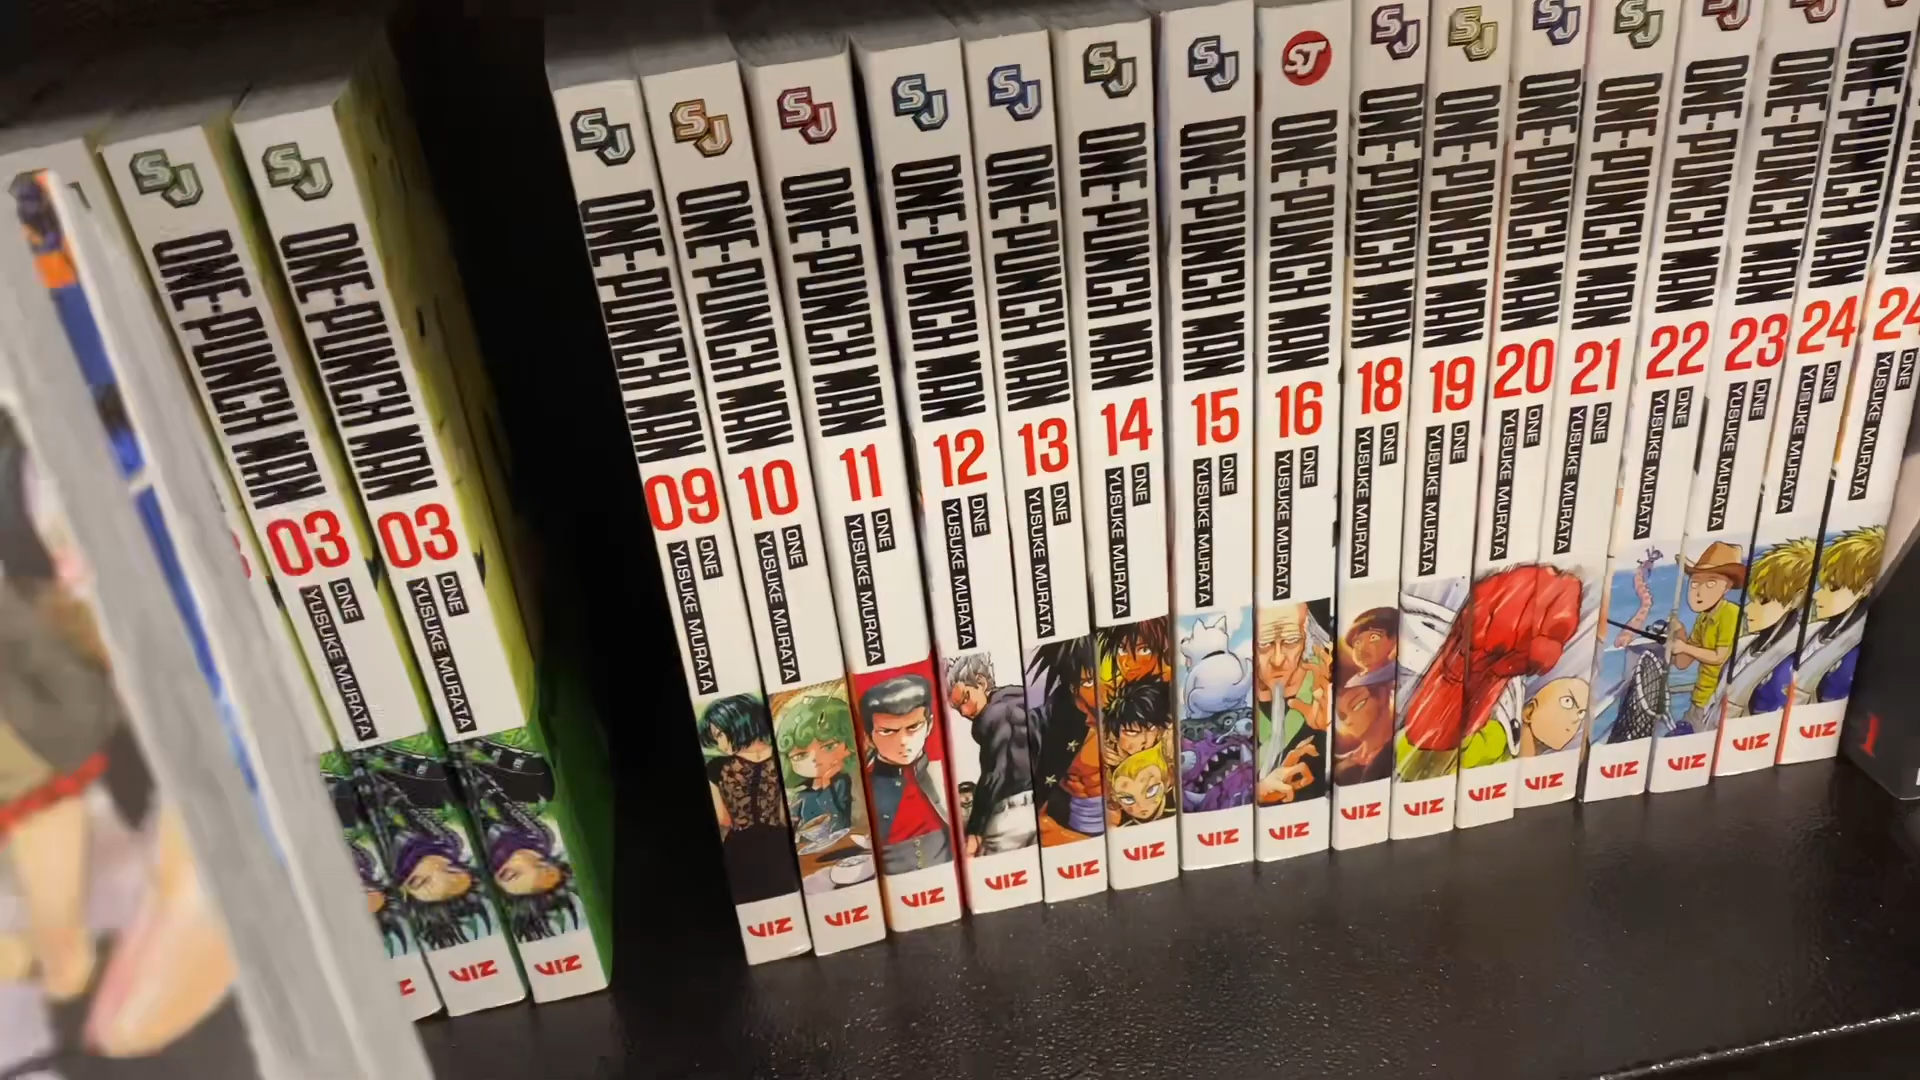 SJ
ONE-PUNCH MAN
03
ONE
YUSUKE MURATA
VIZ
SJ
ONE-PUNCH MAN
03
ONE
YUSUKE MURATA
VIZ
SJ
ONE-PUNCH MAN
09
ONE
YUSUKE MURATA
VIZ
SJ
ONE-PUNCH MAN
10
ONE
YUSUKE MURATA
VIZ
SJ
ONE-PUNCH MAN
11
ONE
YUSUKE MURATA
VIZ
SJ
ONE-PUNCH MAN
12
ONE
YUSUKE MURATA
VIZ
SJ
ONE-PUNCH MAN
13
ONE
YUSUKE MURATA
VIZ
SJ
ONE-PUNCH MAN
14
ONE
YUSUKE MURATA
VIZ
SJ
ONE-PUNCH MAN
15
ONE
YUSUKE MURATA
VIZ
SJ
ONE-PUNCH MAN
16
ONE
YUSUKE MURATA
VIZ
SJ
ONE-PUNCH MAN
18
ONE
YUSUKE MURATA
VIZ
SJ
ONE-PUNCH MAN
19
ONE
YUSUKE MURATA
VIZ
SJ
ONE-PUNCH MAN
20
ONE
YUSUKE MURATA
VIZ
SJ
ONE-PUNCH MAN
21
ONE
YUSUKE MURATA
VIZ
SJ
ONE-PUNCH MAN
22
ONE
YUSUKE MURATA
VIZ
SJ
ONE-PUNCH MAN
23
ONE
YUSUKE MURATA
VIZ
ONE-PUNCH MAN
24
ONE
YUSUKE MURATA
VIZ
ONE-PUNCH MAN
24
ONE
YUSUKE MURATA
VIZ